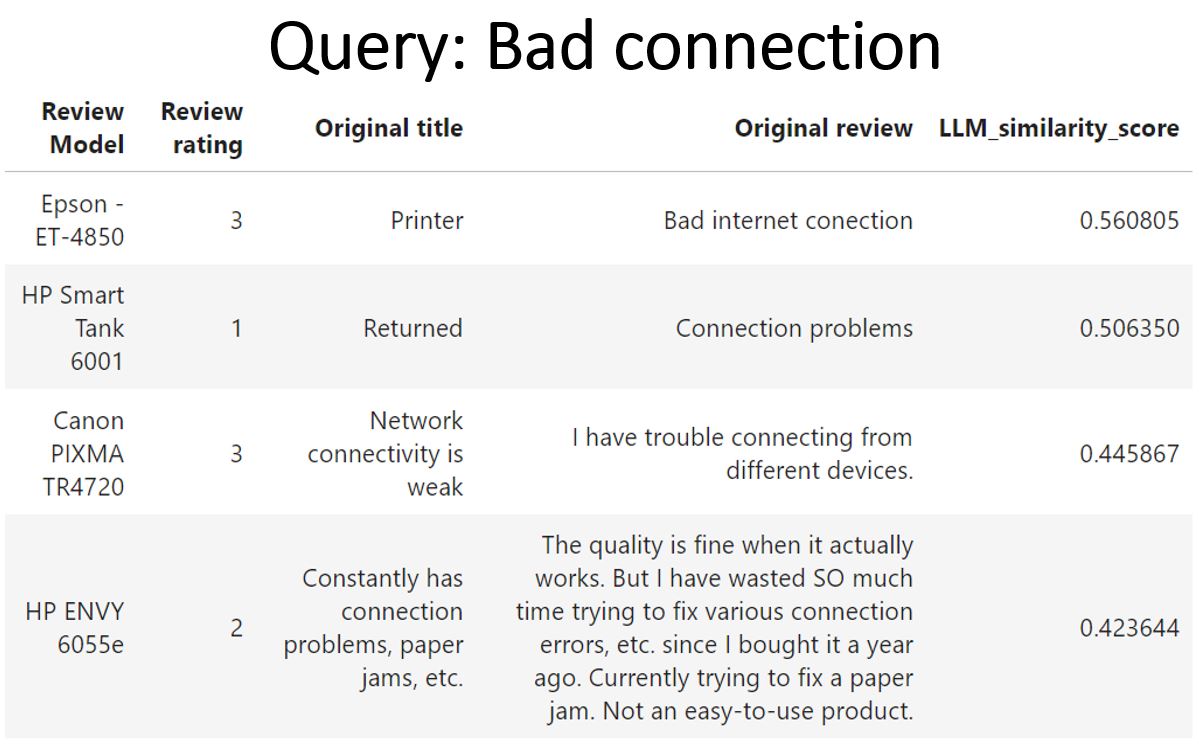 Query: Bad connection
Review Model
Review rating
Original title
Original review
LLM_similarity_score
Epson -
ET-4850
3
Printer
Bad internet conection
0.560805
HP Smart
Tank
6001
1
Returned
Connection problems
0.506350
Canon
PIXMA
TR4720
3
Network
connectivity is
weak
I have trouble connecting from
different devices.
0.445867
HP ENVY
6055e
2
Constantly has
connection
problems, paper
jams, etc.
The quality is fine when it actually
works. But I have wasted SO much
time trying to fix various connection
errors, etc. since I bought it a year
ago. Currently trying to fix a paper
jam. Not an easy-to-use product.
0.423644